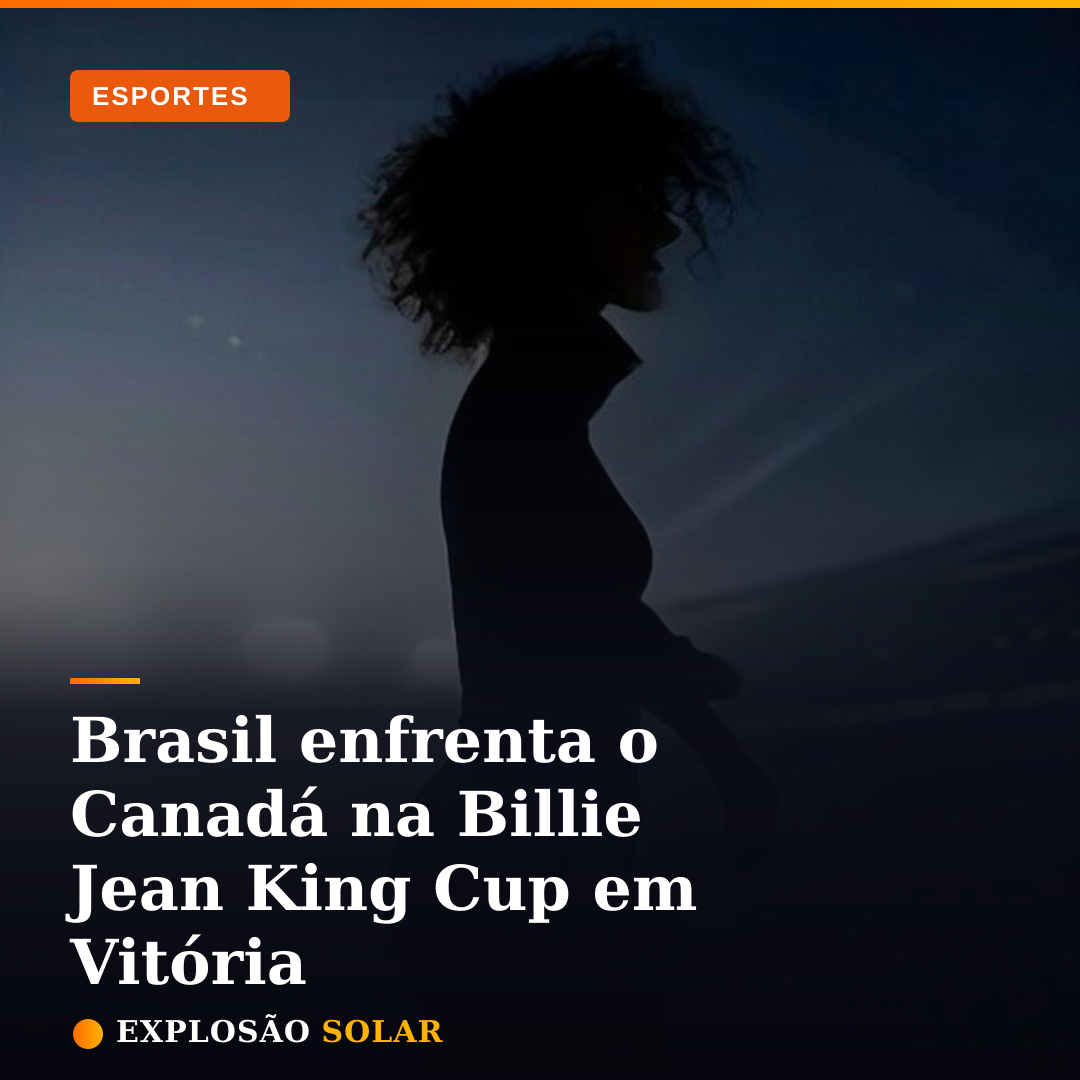 ESPORTES
Brasil enfrenta o
Canadá na Billie
Jean King Cup em
Vitória
EXPLOSÃO SOLAR